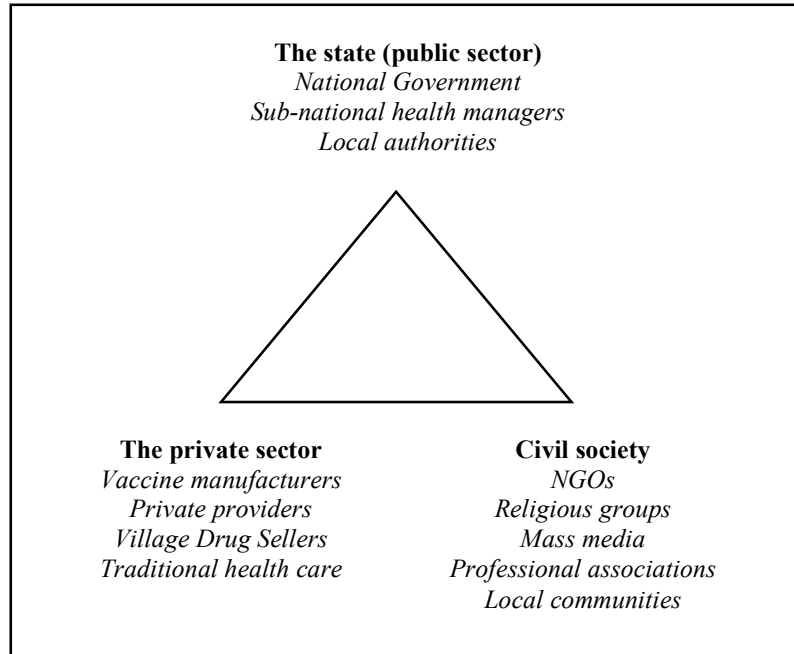 The state (public sector)
National Government
Sub-national health managers
Local authorities
The private sector
Vaccine manufacturers
Private providers
Village Drug Sellers
Traditional health care
Civil society
NGOs
Religious groups
Mass media
Professional associations
Local communities